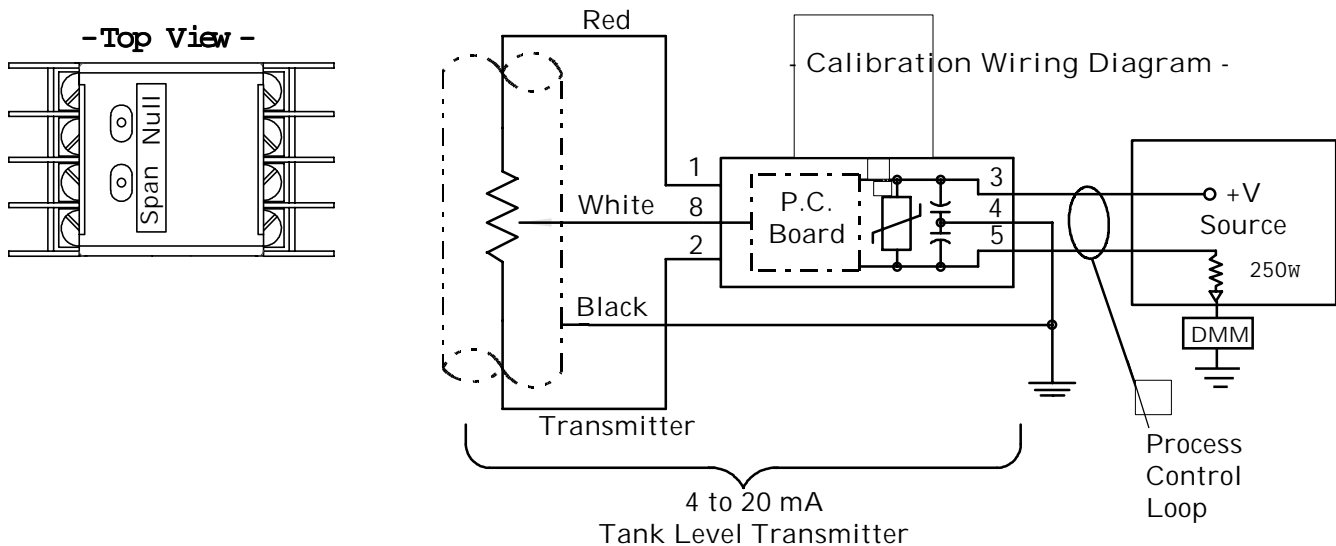 -Top View-
Null
Span
Red
- Calibration Wiring Diagram -
1
3
+V
White
8
P.C.
Board
4
Source
2
5
250W
Black
DMM
Transmitter
Process
Control
Loop
4 to 20 mA
Tank Level Transmitter